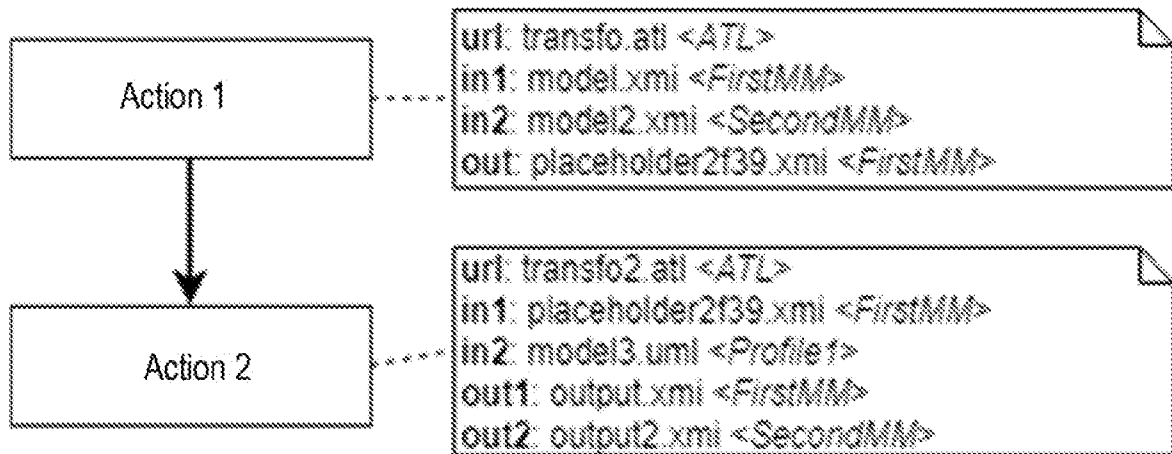 Action 1
url: transfo.atl <ATL>
in1: model.xmi <FirstMM>
in2: model2.xmi <SecondMM>
out: placeholder2f39.xmi <FirstMM>
Action 2
url: transfo2.atl <ATL>
in1: placeholder2f39.xmi <FirstMM>
in2: model3.uml <Profile1>
out1: output.xmi <FirstMM>
out2: output2.xmi <SecondMM>